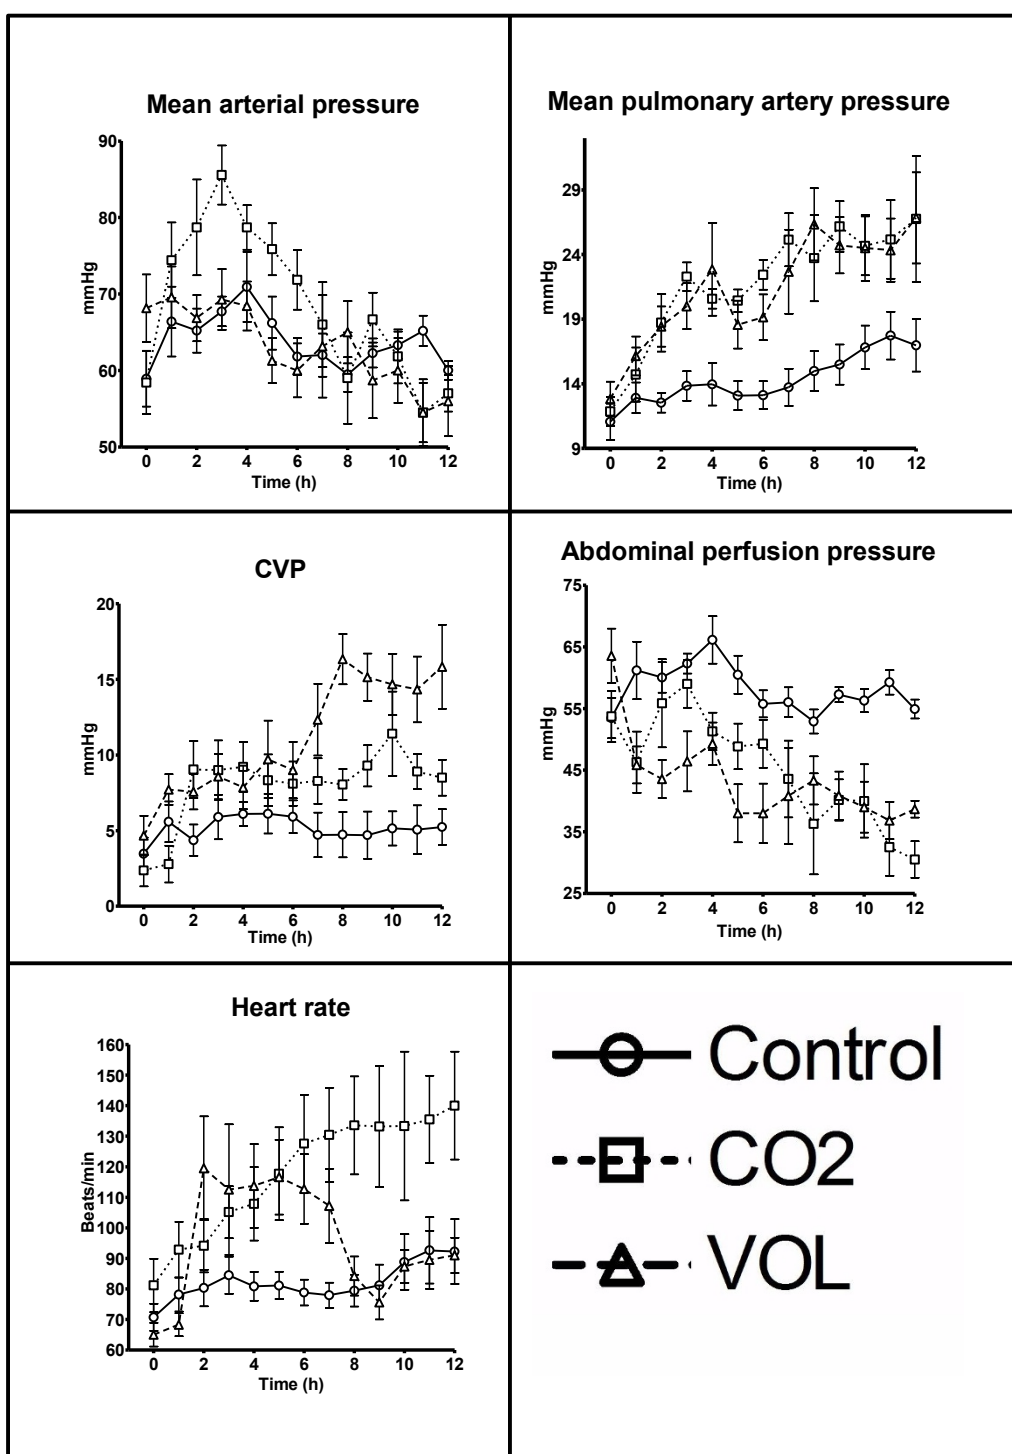 Mean arterial pressure
90
80
70
60
50
mmHg
0 2 4 6 8 10 12
Time (h)
Mean pulmonary artery pressure
29
24
19
14
9
mmHg
0 2 4 6 8 10 12
Time (h)
CVP
20
15
10
5
0
mmHg
0 2 4 6 8 10 12
Time (h)
Abdominal perfusion pressure
75
65
55
45
35
25
mmHg
0 2 4 6 8 10 12
Time (h)
Heart rate
160
150
140
130
120
110
100
90
80
70
60
Beats/min
0 2 4 6 8 10 12
Time (h)
Control
CO2
VOL